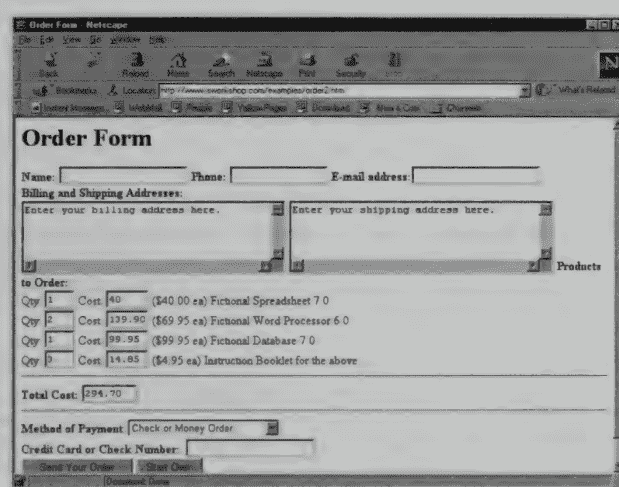 Order Form - Netscape
File Edit View Go Window Help
Back Reload Home Search Netscape Print Security
Bookmarks Location: http://www.jsworkshop.com/examples/order2.htm What's Related
Instant Message WebMail People Yellow Pages Download New & Cool Channels
Order Form
Name: Phone: E-mail address:
Billing and Shipping Addresses:
Enter your billing address here. Enter your shipping address here.
Products
to Order:
Qty 1 Cost 40 ($40.00 ea) Fictional Spreadsheet 7.0
Qty 2 Cost 139.90 ($69.95 ea) Fictional Word Processor 6.0
Qty 1 Cost 99.95 ($99.95 ea) Fictional Database 7.0
Qty 3 Cost 14.85 ($4.95 ea) Instruction Booklet for the above
Total Cost: 294.70
Method of Payment Check or Money Order
Credit Card or Check Number:
Send Your Order Start Over
Document: Done